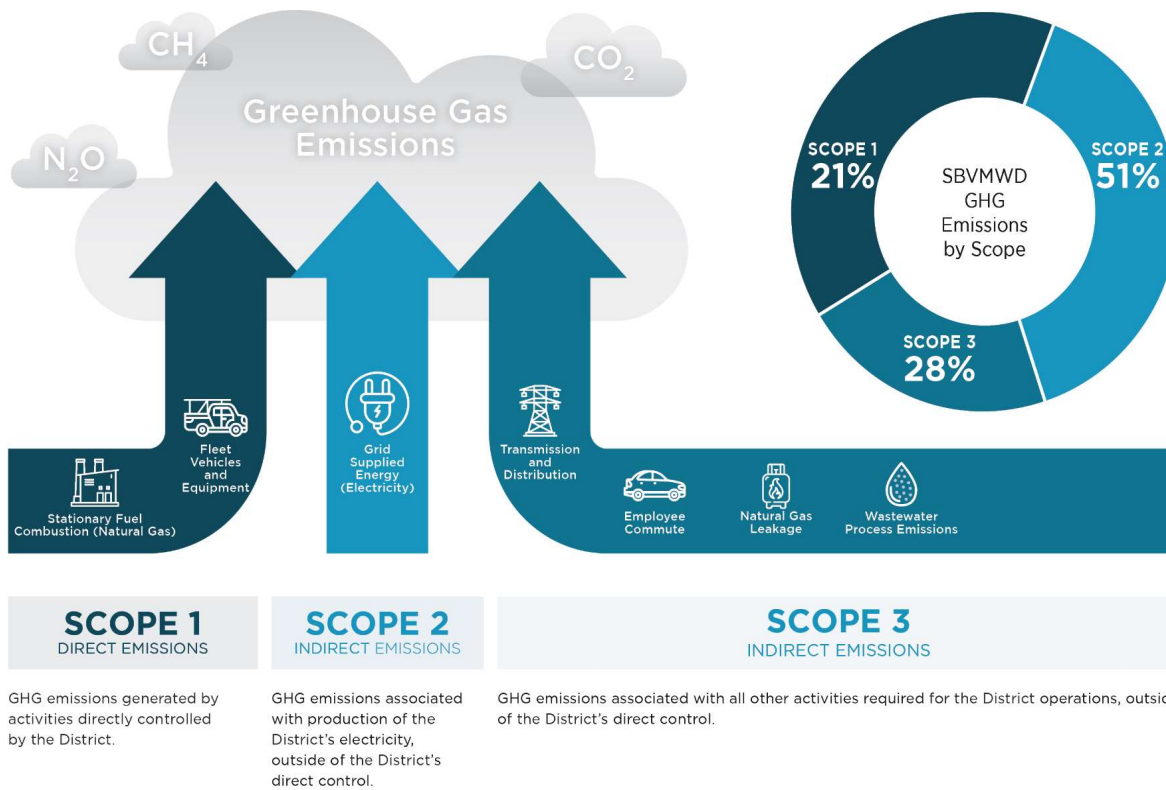 CH4
CO2
N2O
Greenhouse Gas
Emissions
SCOPE 1
21%
SCOPE 2
51%
SBVMWD
GHG
Emissions
by Scope
SCOPE 3
28%
Stationary Fuel
Combustion (Natural Gas)
Fleet
Vehicles
and
Equipment
Grid
Supplied
Energy
(Electricity)
Transmission
and
Distribution
Employee
Commute
Natural Gas
Leakage
Wastewater
Process Emissions
SCOPE 1
DIRECT EMISSIONS
GHG emissions generated by
activities directly controlled
by the District.
SCOPE 2
INDIRECT EMISSIONS
GHG emissions associated
with production of the
District's electricity,
outside of the District's
direct control.
SCOPE 3
INDIRECT EMISSIONS
GHG emissions associated with all other activities required for the District operations,
of the District's direct control.